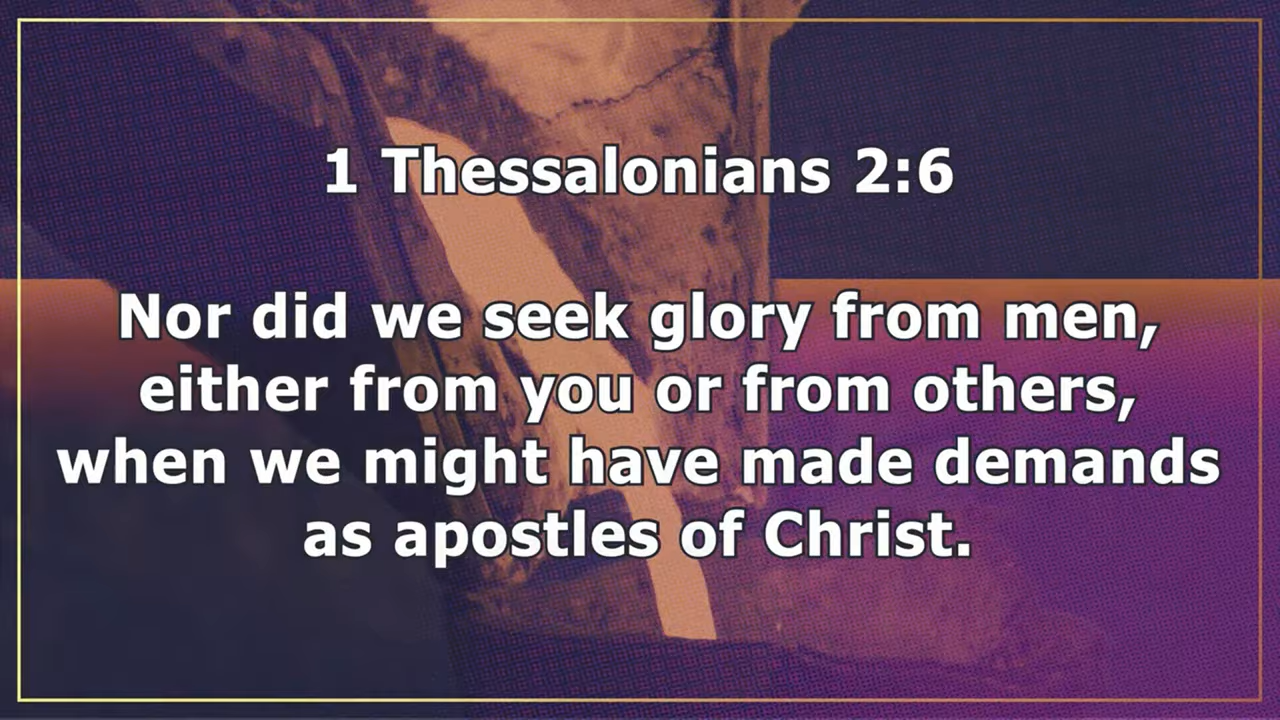 1 Thessalonians 2:6
Nor did we seek glory from men,
either from you or from others,
when we might have made demands
as apostles of Christ.